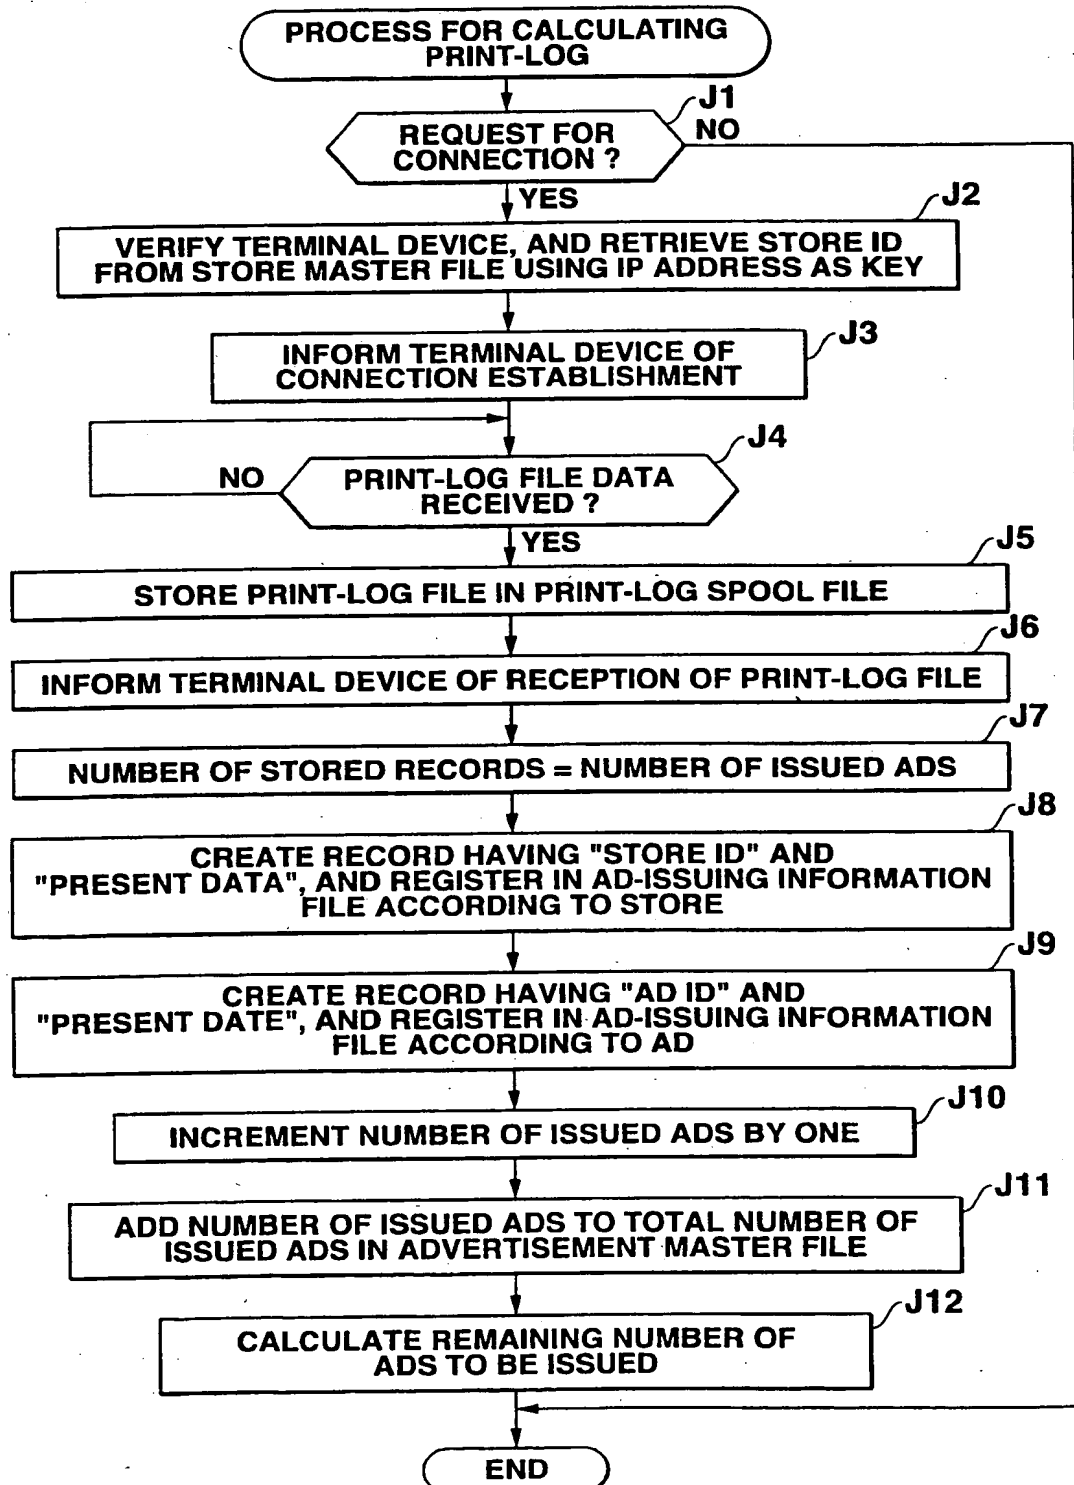 PROCESS FOR CALCULATING
PRINT-LOG
J1
REQUEST FOR
CONNECTION ?
NO
YES
J2
VERIFY TERMINAL DEVICE, AND RETRIEVE STORE ID
FROM STORE MASTER FILE USING IP ADDRESS AS KEY
J3
INFORM TERMINAL DEVICE OF
CONNECTION ESTABLISHMENT
J4
NO
PRINT-LOG FILE DATA
RECEIVED ?
YES
J5
STORE PRINT-LOG FILE IN PRINT-LOG SPOOL FILE
J6
INFORM TERMINAL DEVICE OF RECEPTION OF PRINT-LOG FILE
J7
NUMBER OF STORED RECORDS = NUMBER OF ISSUED ADS
J8
CREATE RECORD HAVING "STORE ID" AND
"PRESENT DATA", AND REGISTER IN AD-ISSUING INFORMATION
FILE ACCORDING TO STORE
J9
CREATE RECORD HAVING "AD ID" AND
"PRESENT DATE", AND REGISTER IN AD-ISSUING INFORMATION
FILE ACCORDING TO AD
J10
INCREMENT NUMBER OF ISSUED ADS BY ONE
J11
ADD NUMBER OF ISSUED ADS TO TOTAL NUMBER OF
ISSUED ADS IN ADVERTISEMENT MASTER FILE
J12
CALCULATE REMAINING NUMBER OF
ADS TO BE ISSUED
END